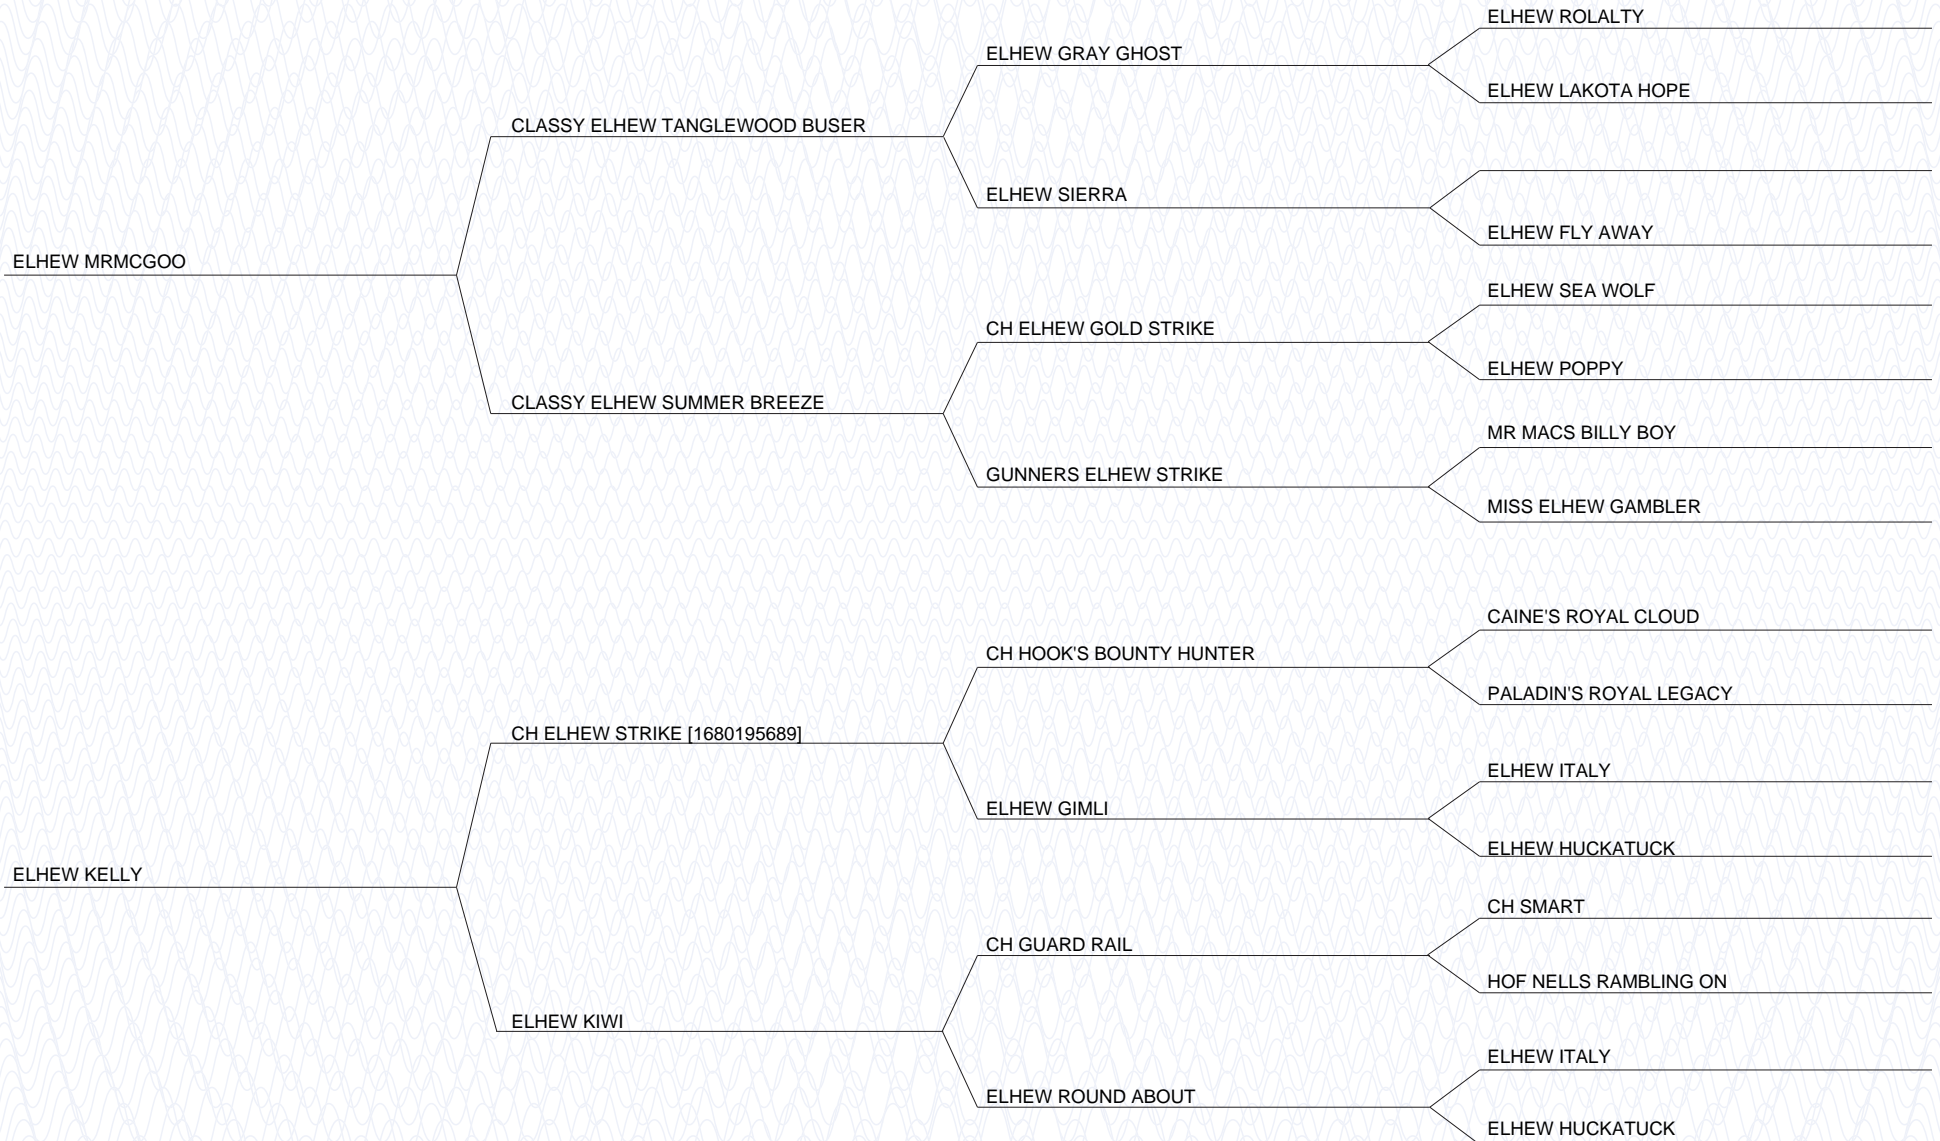 ELHEW ROLALTY
ELHEW GRAY GHOST
ELHEW LAKOTA HOPE
CLASSY ELHEW TANGLEWOOD BUSER
ELHEW SIERRA
ELHEW FLY AWAY
ELHEW MRMCGOO
ELHEW SEA WOLF
CH ELHEW GOLD STRIKE
ELHEW POPPY
CLASSY ELHEW SUMMER BREEZE
MR MACS BILLY BOY
GUNNERS ELHEW STRIKE
MISS ELHEW GAMBLER
CAINE'S ROYAL CLOUD
CH HOOK'S BOUNTY HUNTER
PALADIN'S ROYAL LEGACY
CH ELHEW STRIKE [1680195689]
ELHEW ITALY
ELHEW GIMLI
ELHEW HUCKATUCK
ELHEW KELLY
CH SMART
CH GUARD RAIL
HOF NELLS RAMBLING ON
ELHEW KIWI
ELHEW ITALY
ELHEW ROUND ABOUT
ELHEW HUCKATUCK